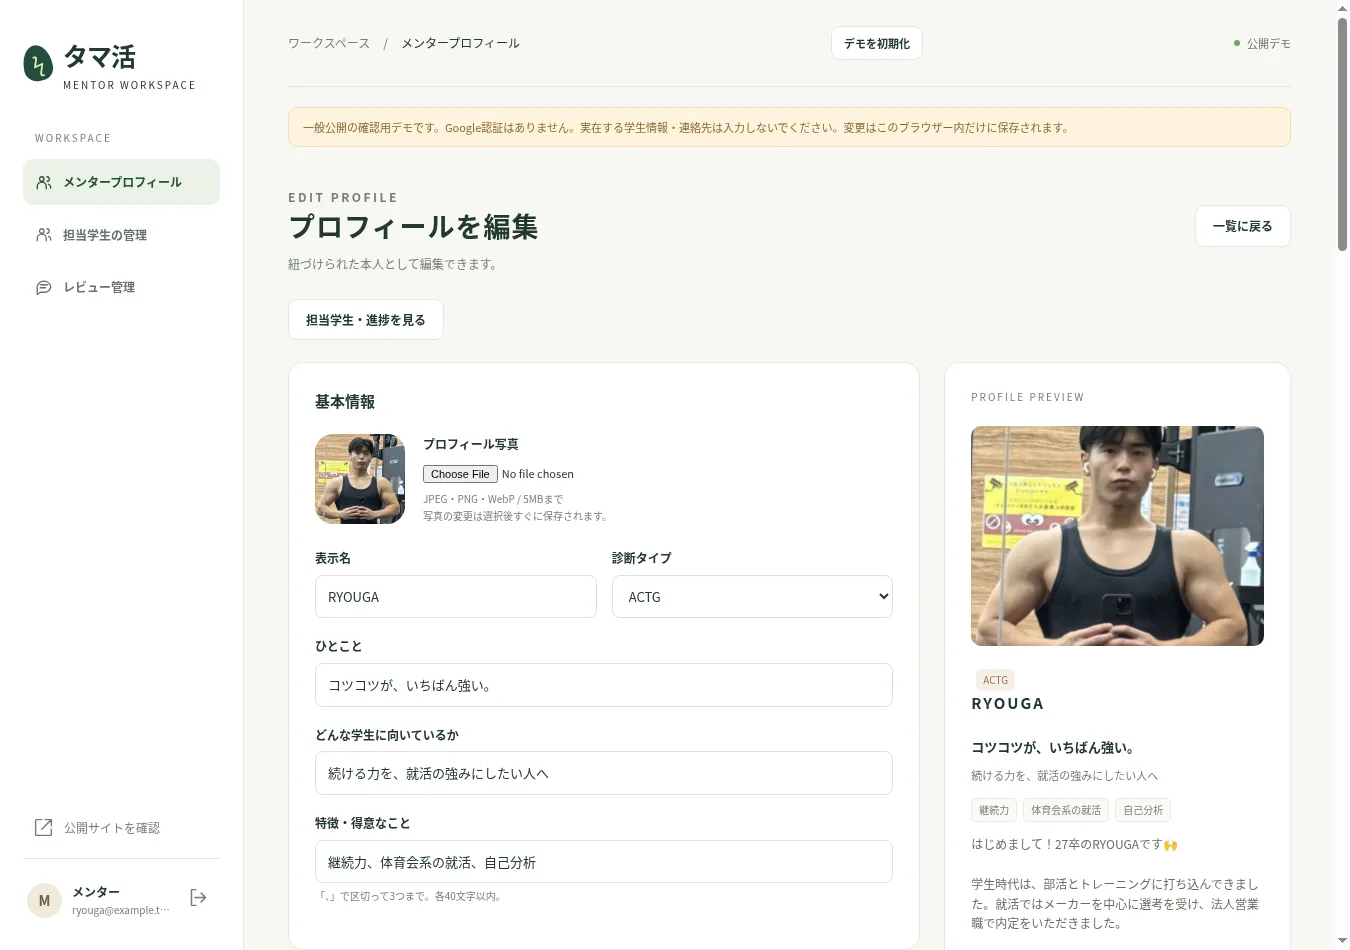 タマ活
MENTOR WORKSPACE
WORKSPACE
メンタープロフィール
担当学生の管理
レビュー管理
公開サイトを確認
M
メンター
ryouga@example.t…
ワークスペース / メンタープロフィール
デモを初期化
公開デモ
一般公開の確認用デモです。Google認証はありません。実在する学生情報・連絡先は入力しないでください。変更はこのブラウザー内だけに保存されます。
EDIT PROFILE
プロフィールを編集
紐づけられた本人として編集できます。
一覧に戻る
担当学生・進捗を見る
基本情報
プロフィール写真
Choose File No file chosen
JPEG・PNG・WebP / 5MBまで
写真の変更は選択後すぐに保存されます。
表示名
RYOUGA
診断タイプ
ACTG
ひとこと
コツコツが、いちばん強い。
どんな学生に向いているか
続ける力を、就活の強みにしたい人へ
特徴・得意なこと
継続力、体育会系の就活、自己分析
「、」で区切って3つまで。各40文字以内。
PROFILE PREVIEW
ACTG
RYOUGA
コツコツが、いちばん強い。
続ける力を、就活の強みにしたい人へ
継続力 体育会系の就活 自己分析
はじめまして！27卒のRYOUGAです🙌
学生時代は、部活とトレーニングに打ち込んできまし
た。就活ではメーカーを中心に選考を受け、法人営業
職で内定をいただきました。